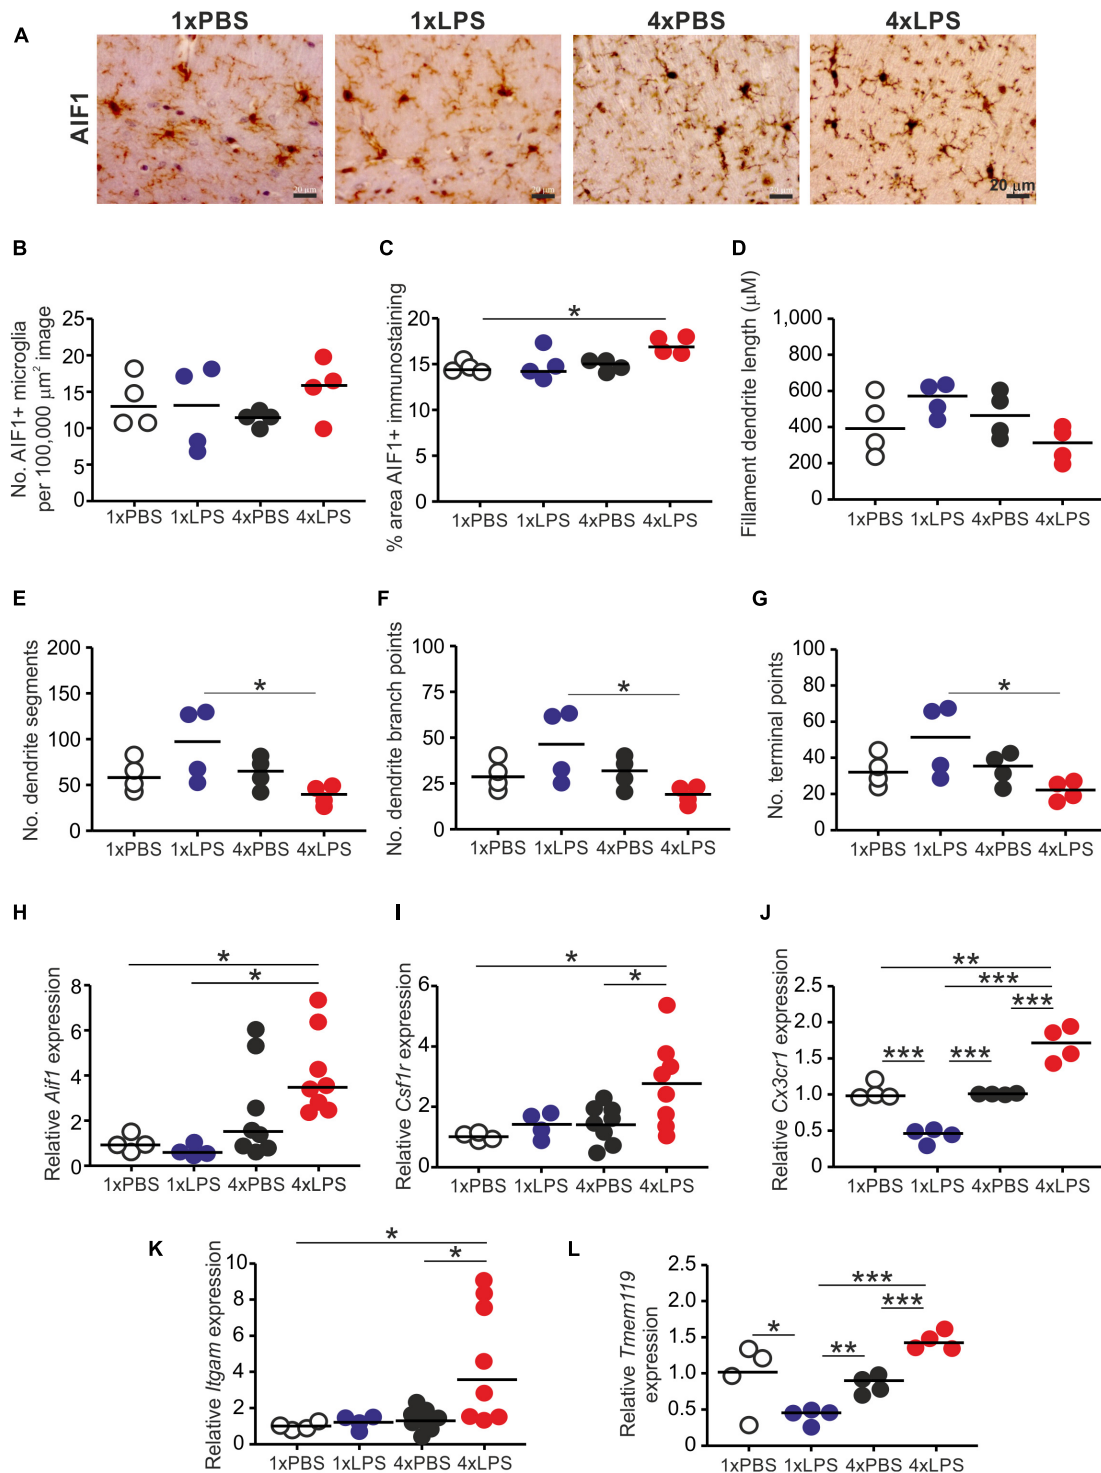 1xPBS 1xLPS 4xPBS 4xLPS
A
AIF1
20 µm 20 µm 20 µm 20 µm
B
No. AIF1+ microglia
per 100,000 µm² image
25
20
15
10
5
0
1xPBS 1xLPS 4xPBS 4xLPS
C
% area AIF1+ immunostaining
20
15
10
5
0
*
1xPBS 1xLPS 4xPBS 4xLPS
D
Fillament dendrite length (µM)
1,000
800
600
400
200
0
1xPBS 1xLPS 4xPBS 4xLPS
E
No. dendrite segments
200
150
100
50
0
*
1xPBS 1xLPS 4xPBS 4xLPS
F
No. dendrite branch points
100
75
50
25
0
*
1xPBS 1xLPS 4xPBS 4xLPS
G
No. terminal points
100
80
60
40
20
0
*
1xPBS 1xLPS 4xPBS 4xLPS
H
Relative Aif1 expression
8
6
4
2
0
*
*
1xPBS 1xLPS 4xPBS 4xLPS
I
Relative Csf1r expression
6
4
2
0
*
*
1xPBS 1xLPS 4xPBS 4xLPS
J
Relative Cx3cr1 expression
2.5
2.0
1.5
1.0
0.5
0
**
***
***
*** ***
1xPBS 1xLPS 4xPBS 4xLPS
K
Relative Itgam expression
10
8
6
4
2
0
*
*
1xPBS 1xLPS 4xPBS 4xLPS
L
Relative Tmem119
expression
2.5
2.0
1.5
1.0
0.5
0
***
***
*
**
1xPBS 1xLPS 4xPBS 4xLPS